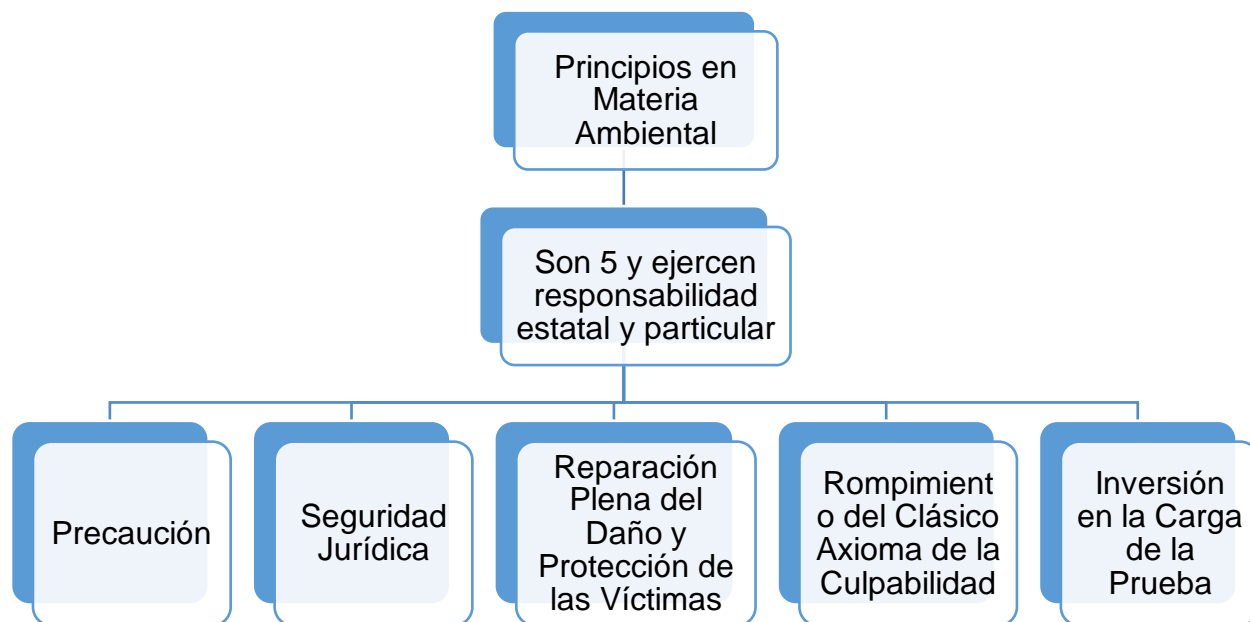 Principios en
Materia
Ambiental
Son 5 y ejercen
responsabilidad
estatal y particular
Precaución
Seguridad
Jurídica
Reparación
Plena del
Daño y
Protección de
las Víctimas
Rompimient
o del Clásico
Axioma de la
Culpabilidad
Inversión
en la Carga
de la
Prueba